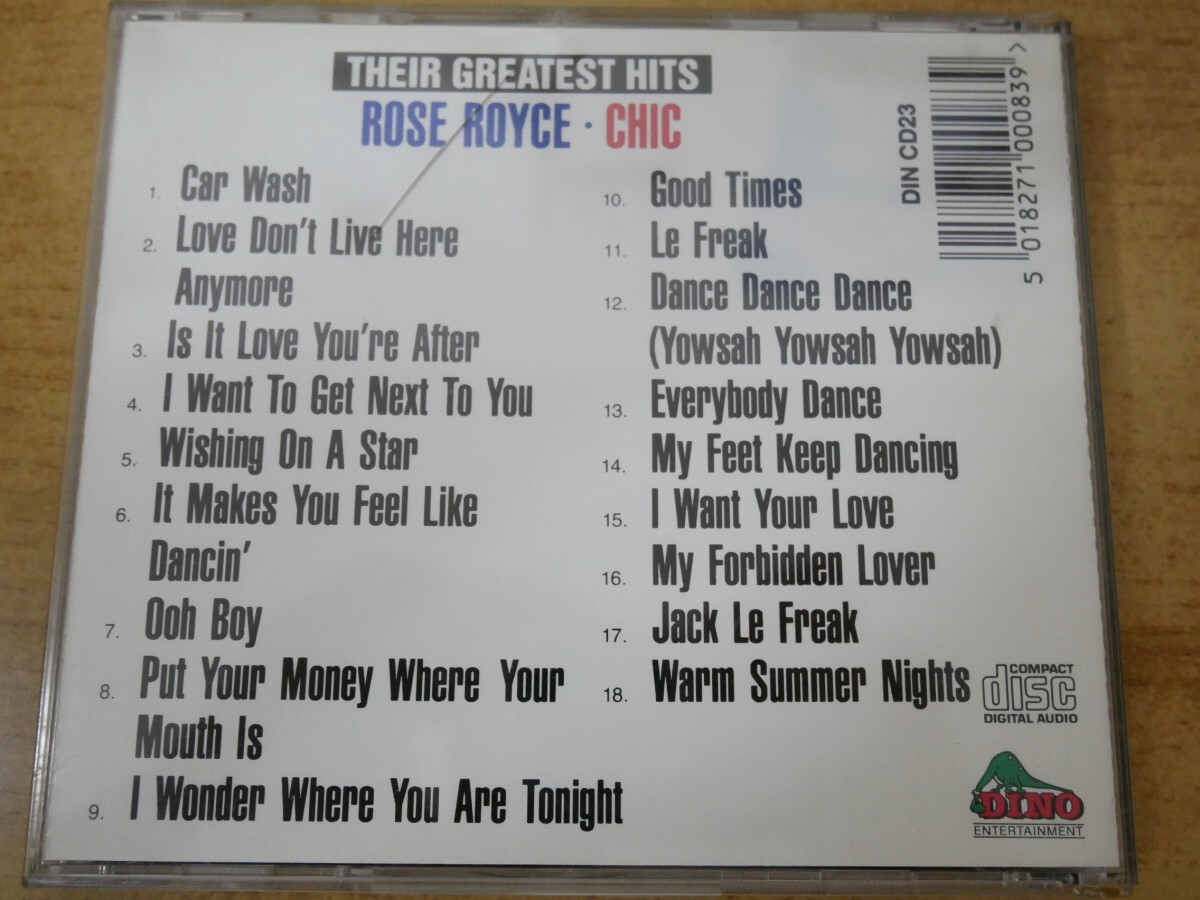 THEIR GREATEST HITS
ROSE ROYCE · CHIC
1. Car Wash
2. Love Don't Live Here
Anymore
3. Is It Love You're After
4. I Want To Get Next To You
5. Wishing On A Star
6. It Makes You Feel Like
Dancin'
7. Ooh Boy
8. Put Your Money Where Your
Mouth Is
9. I Wonder Where You Are Tonight
10. Good Times
11. Le Freak
12. Dance Dance Dance
(Yowsah Yowsah Yowsah)
13. Everybody Dance
14. My Feet Keep Dancing
15. I Want Your Love
16. My Forbidden Lover
17. Jack Le Freak
18. Warm Summer Nights
DIN CD23
5 018271 000839 >
COMPACT
disc
DIGITAL AUDIO
DINO
ENTERTAINMENT